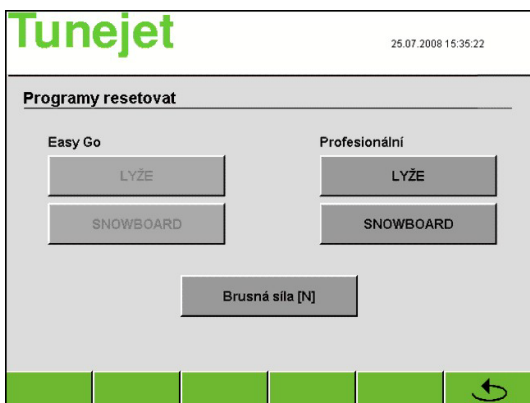 Tunejet
25.07.2008 15:35:22
Programy resetovat
Easy Go
Profesionální
LYŽE
LYŽE
SNOWBOARD
SNOWBOARD
Brusná síla [N]